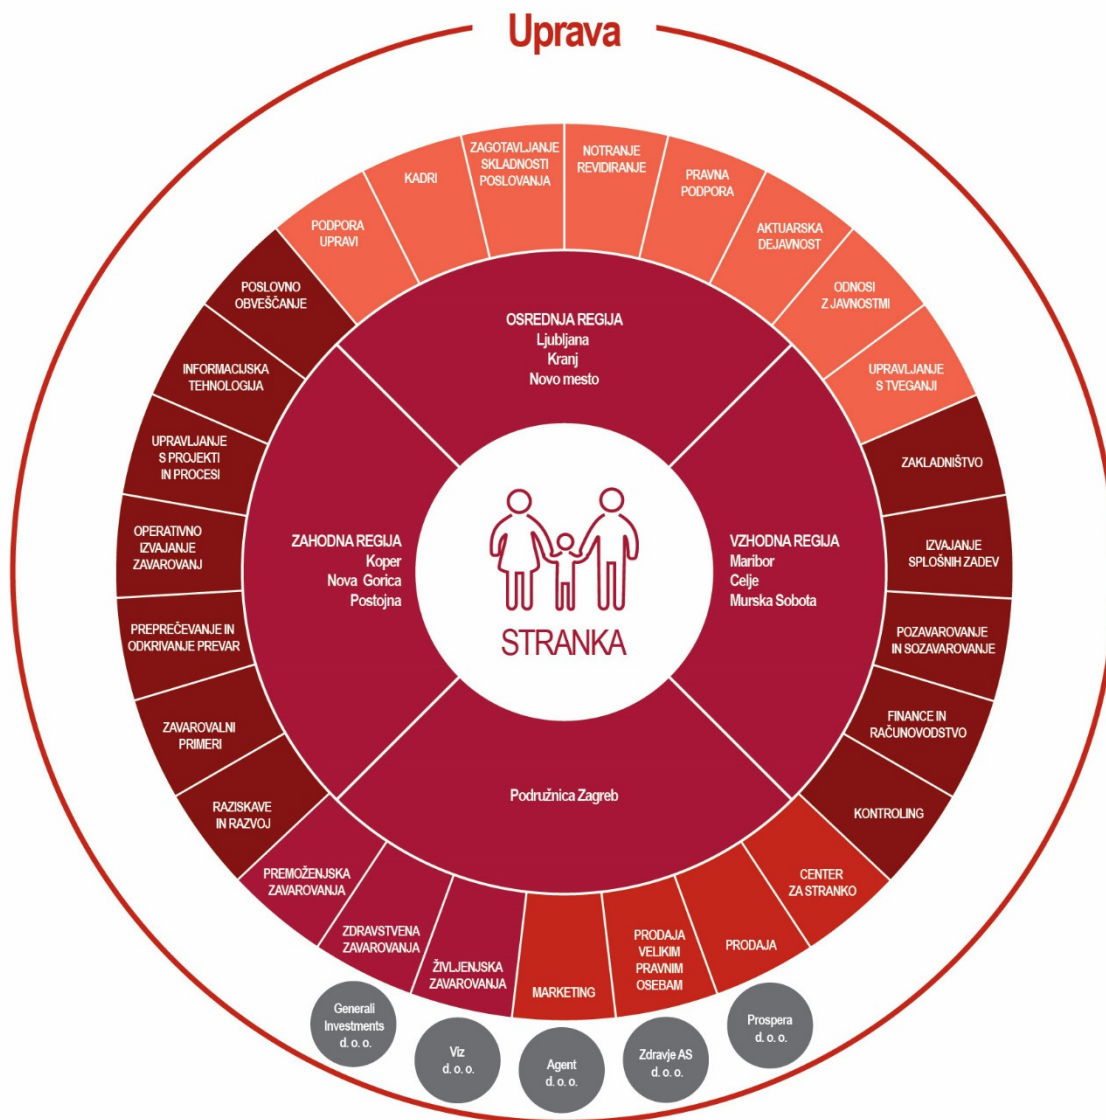 Uprava
PODPORA
UPRAVI
KADRI
ZAGOTAVLJANJE
SKLADNOSTI
POSLOVANJA
NOTRANJE
REVIDIRANJE
PRAVNA
PODPORA
AKTUARSKA
DEJAVNOST
ODNOSI
Z JAVNOSTMI
UPRAVLJANJE
S TVEGANJI
ZAKLADNIŠTVO
IZVAJANJE
SPLOŠNIH ZADEV
POZAVAROVANJE
IN SOZAVAROVANJE
FINANCE IN
RAČUNOVODSTVO
KONTROLING
CENTER
ZA STRANKO
PRODAJA
PRODAJA
VELIKIM
PRAVNIM
OSEBAM
MARKETING
ŽIVLJENJSKA
ZAVAROVANJA
ZDRAVSTVENA
ZAVAROVANJA
PREMOŽENJSKA
ZAVAROVANJA
RAZISKAVE
IN RAZVOJ
ZAVAROVALNI
PRIMERI
PREPREČEVANJE IN
ODKRIVANJE PREVAR
OPERATIVNO
IZVAJANJE
ZAVAROVANJ
UPRAVLJANJE
S PROJEKTI
IN PROCESI
INFORMACIJSKA
TEHNOLOGIJA
POSLOVNO
OBVEŠČANJE
OSREDNJA REGIJA
Ljubljana
Kranj
Novo mesto
ZAHODNA REGIJA
Koper
Nova Gorica
Postojna
VZHODNA REGIJA
Maribor
Celje
Murska Sobota
STRANKA
Podružnica Zagreb
Generali
Investments
d. o. o.
Viz
d. o. o.
Agent
d. o. o.
Zdravje AS
d. o. o.
Prospera
d. o. o.